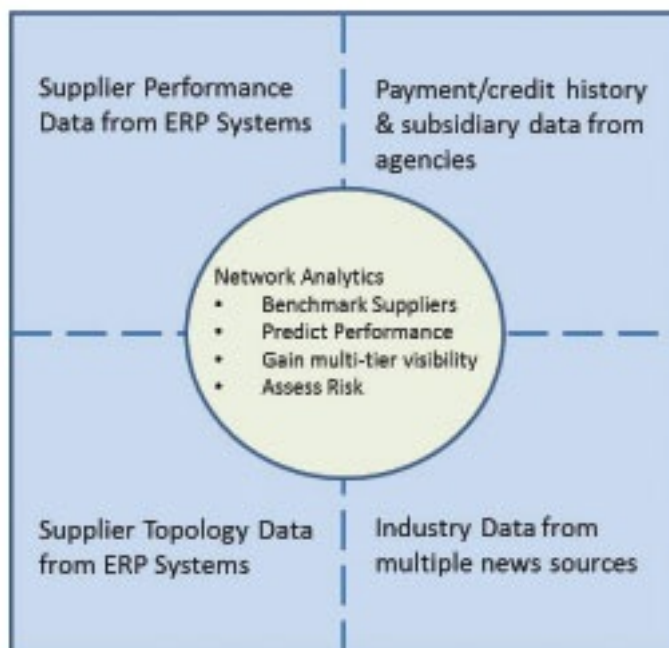 Supplier Performance
Data from ERP Systems
Payment/credit history
& subsidiary data from
agencies
Network Analytics
• Benchmark Suppliers
• Predict Performance
• Gain multi-tier visibility
• Assess Risk
Supplier Topology Data
from ERP Systems
Industry Data from
multiple news sources